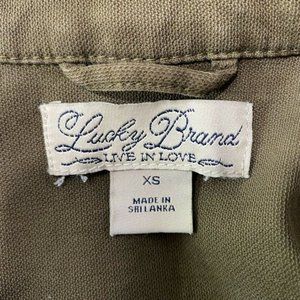 Lucky Brand
LIVE IN LOVE
XS
MADE IN
SRI LANKA